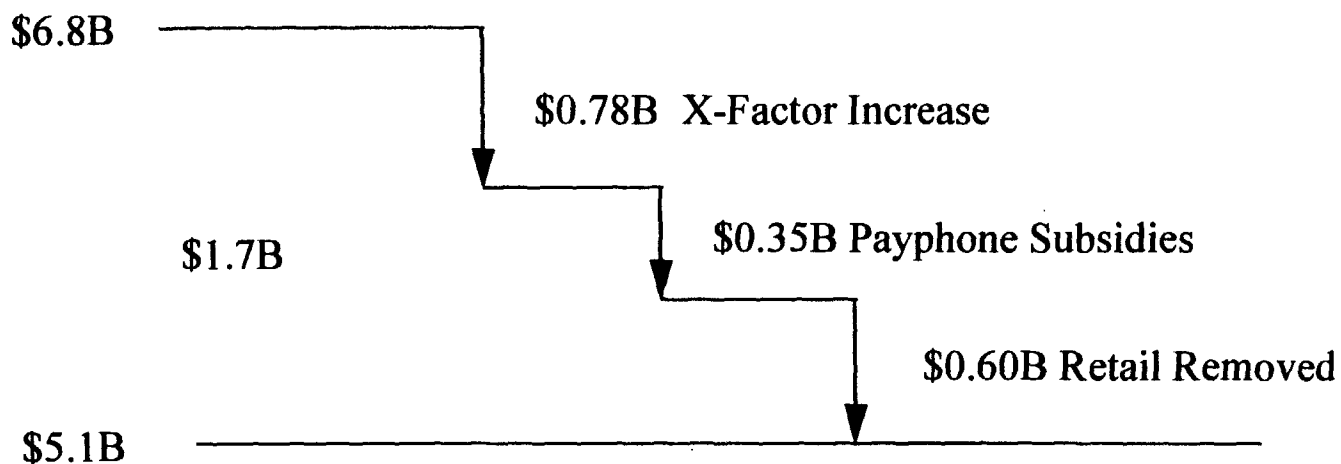 $6.8B
$0.78B X-Factor Increase
$0.35B Payphone Subsidies
$1.7B
$0.60B Retail Removed
$5.1B